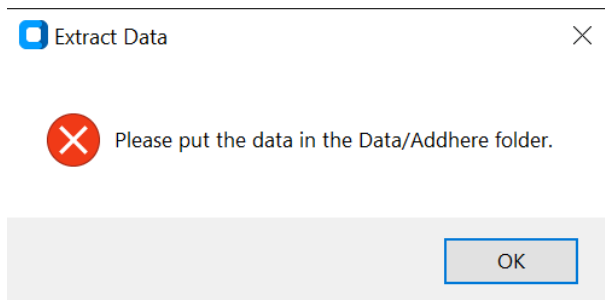 Extract Data
Please put the data in the Data/Addhere folder.
OK